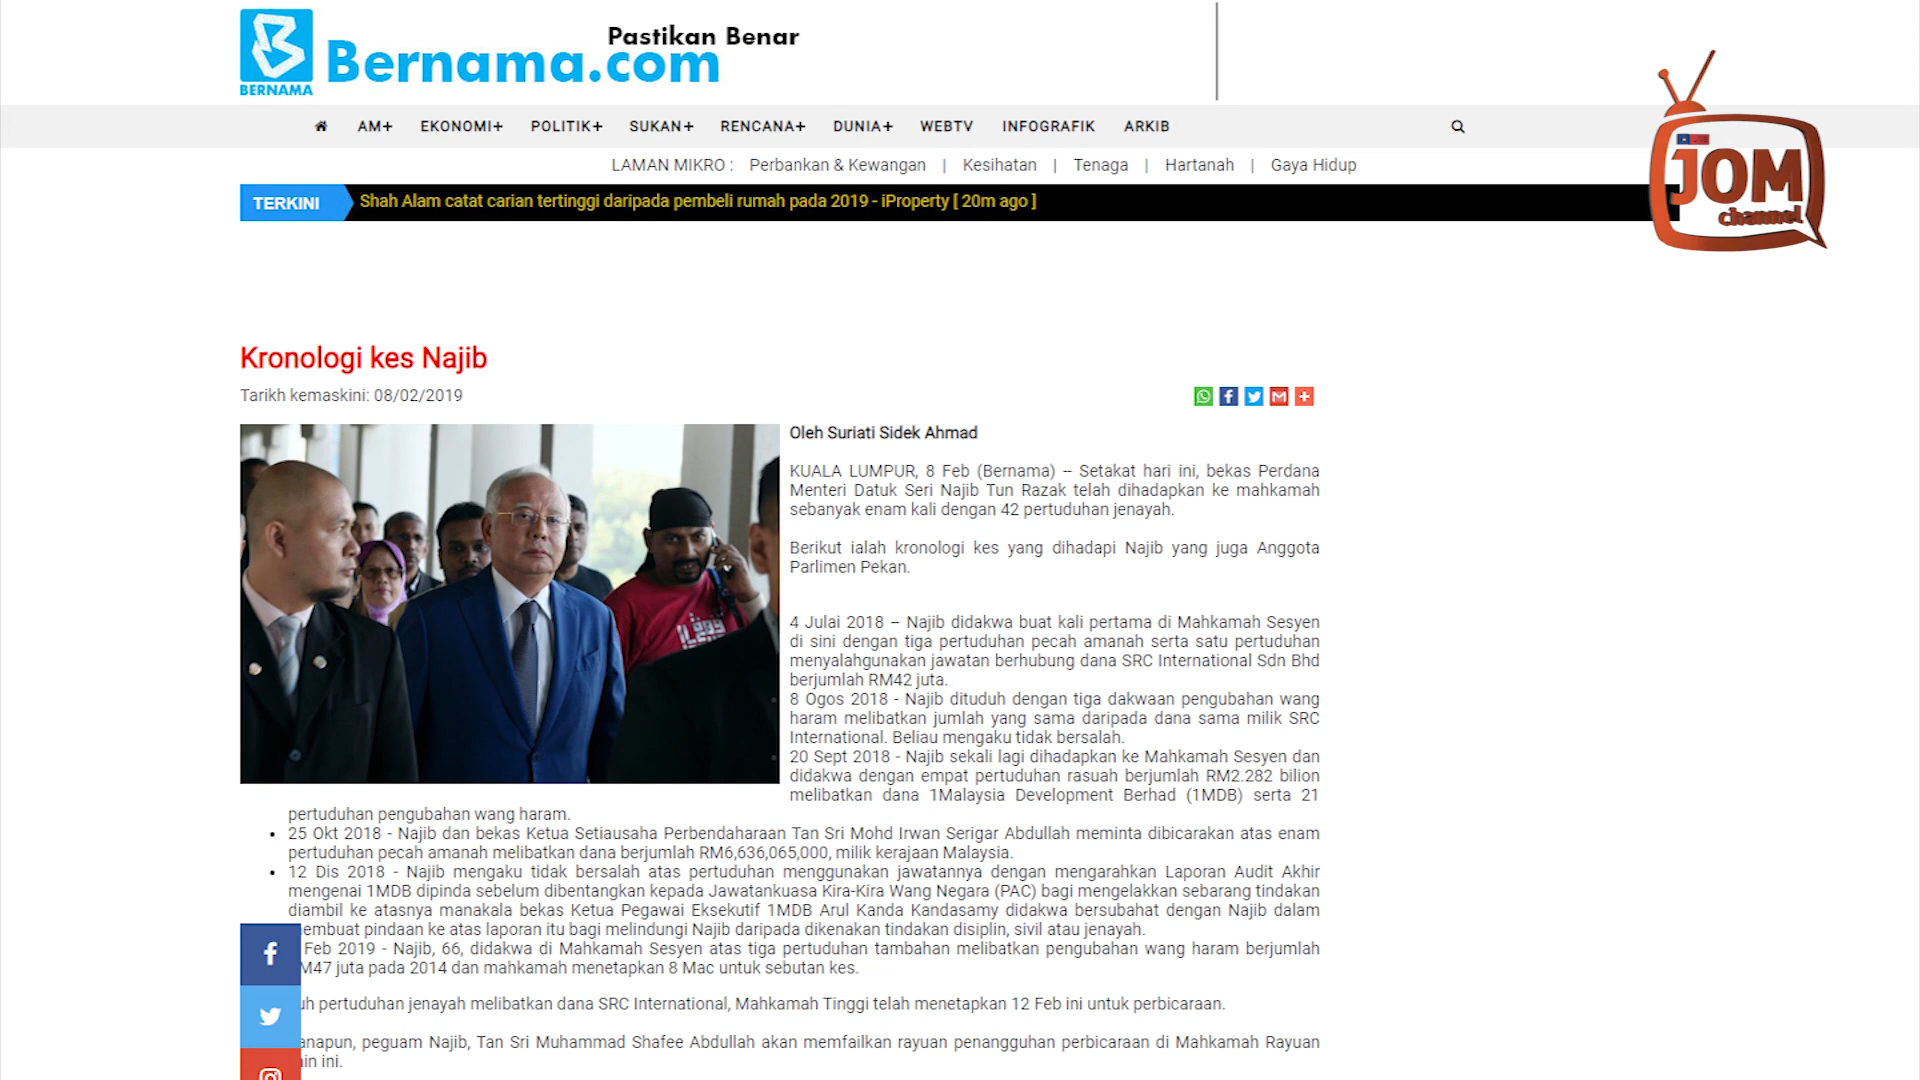 Pastikan Benar
Bernama.com
BERNAMA
AM+ EKONOMI+ POLITIK+ SUKAN+ RENCANA+ DUNIA+ WEBTV INFOGRAFIK ARKIB
LAMAN MIKRO : Perbankan & Kewangan | Kesihatan | Tenaga | Hartanah | Gaya Hidup
TERKINI Shah Alam catat carian tertinggi daripada pembeli rumah pada 2019 - iProperty [ 20m ago ]
JOM
channel
Kronologi kes Najib
Tarikh kemaskini: 08/02/2019
Oleh Suriati Sidek Ahmad
KUALA LUMPUR, 8 Feb (Bernama) -- Setakat hari ini, bekas Perdana
Menteri Datuk Seri Najib Tun Razak telah dihadapkan ke mahkamah
sebanyak enam kali dengan 42 pertuduhan jenayah.
Berikut ialah kronologi kes yang dihadapi Najib yang juga Anggota
Parlimen Pekan.
4 Julai 2018 – Najib didakwa buat kali pertama di Mahkamah Sesyen
di sini dengan tiga pertuduhan pecah amanah serta satu pertuduhan
menyalahgunakan jawatan berhubung dana SRC International Sdn Bhd
berjumlah RM42 juta.
8 Ogos 2018 - Najib dituduh dengan tiga dakwaan pengubahan wang
haram melibatkan jumlah yang sama daripada dana sama milik SRC
International. Beliau mengaku tidak bersalah.
20 Sept 2018 - Najib sekali lagi dihadapkan ke Mahkamah Sesyen dan
didakwa dengan empat pertuduhan rasuah berjumlah RM2.282 bilion
melibatkan dana 1Malaysia Development Berhad (1MDB) serta 21
pertuduhan pengubahan wang haram.
• 25 Okt 2018 - Najib dan bekas Ketua Setiausaha Perbendaharaan Tan Sri Mohd Irwan Serigar Abdullah meminta dibicarakan atas enam
pertuduhan pecah amanah melibatkan dana berjumlah RM6,636,065,000, milik kerajaan Malaysia.
• 12 Dis 2018 - Najib mengaku tidak bersalah atas pertuduhan menggunakan jawatannya dengan mengarahkan Laporan Audit Akhir
mengenai 1MDB dipinda sebelum dibentangkan kepada Jawatankuasa Kira-Kira Wang Negara (PAC) bagi mengelakkan sebarang tindakan
diambil ke atasnya manakala bekas Ketua Pegawai Eksekutif 1MDB Arul Kanda Kandasamy didakwa bersubahat dengan Najib dalam
embuat pindaan ke atas laporan itu bagi melindungi Najib daripada dikenakan tindakan disiplin, sivil atau jenayah.
Feb 2019 - Najib, 66, didakwa di Mahkamah Sesyen atas tiga pertuduhan tambahan melibatkan pengubahan wang haram berjumlah
M47 juta pada 2014 dan mahkamah menetapkan 8 Mac untuk sebutan kes.
uh pertuduhan jenayah melibatkan dana SRC International, Mahkamah Tinggi telah menetapkan 12 Feb ini untuk perbicaraan.
anapun, peguam Najib, Tan Sri Muhammad Shafee Abdullah akan memfailkan rayuan penangguhan perbicaraan di Mahkamah Rayuan
in ini.